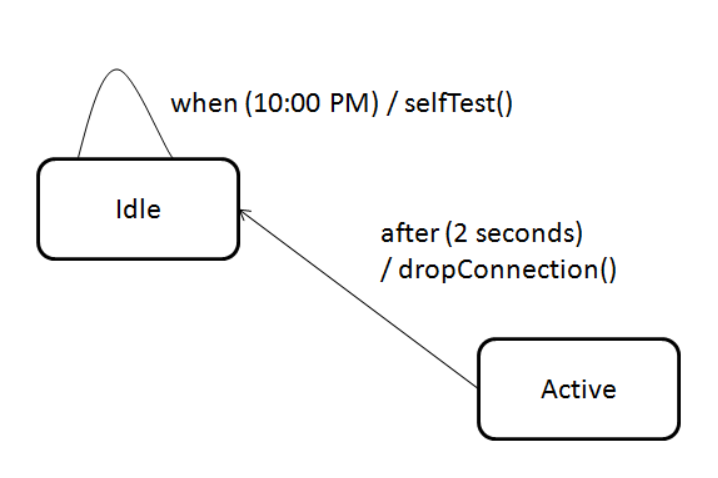 when (10:00 PM) / selfTest()
Idle
after (2 seconds)
/ dropConnection()
Active